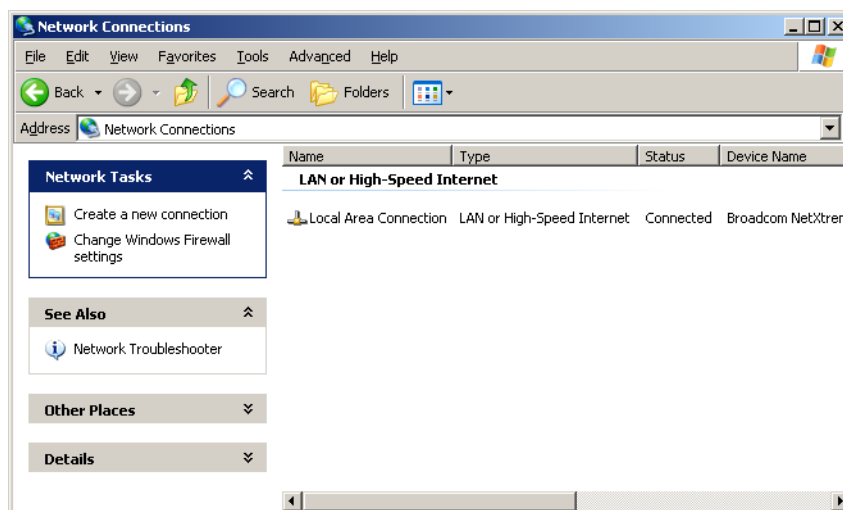 Network Connections
File Edit View Favorites Tools Advanced Help
Back Search Folders
Address Network Connections
Name Type Status Device Name
Network Tasks
LAN or High-Speed Internet
Create a new connection
Local Area Connection LAN or High-Speed Internet Connected Broadcom NetXtrem
Change Windows Firewall
settings
See Also
Network Troubleshooter
Other Places
Details